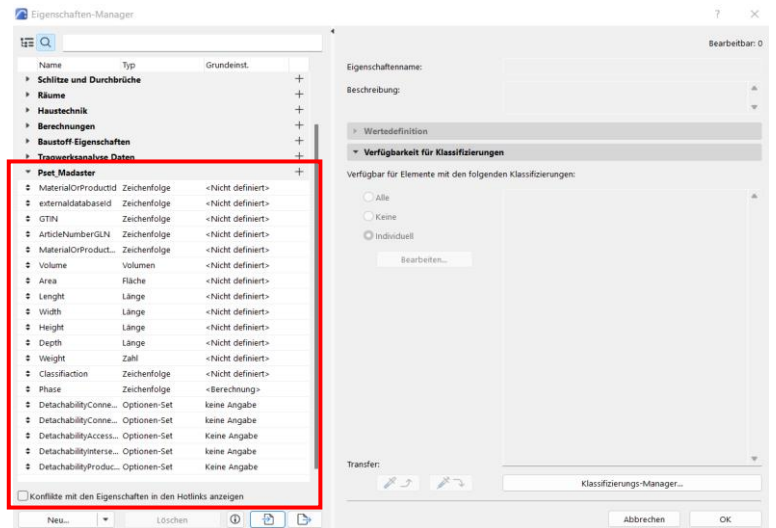 Eigenschaften-Manager
Bearbeitbar: 0
Name Typ Grundeinst.
Schlitze und Durchbrüche
Räume
Haustechnik
Berechnungen
Baustoff-Eigenschaften
Tragwerksanalyse Daten
Pset_Madaster
MaterialOrProductId Zeichenfolge <Nicht definiert>
externaldatabaseId Zeichenfolge <Nicht definiert>
GTIN Zeichenfolge <Nicht definiert>
ArticleNumberGLN Zeichenfolge <Nicht definiert>
MaterialOrProduct... Zeichenfolge <Nicht definiert>
Volume Volumen <Nicht definiert>
Area Fläche <Nicht definiert>
Lenght Länge <Nicht definiert>
Width Länge <Nicht definiert>
Height Länge <Nicht definiert>
Depth Länge <Nicht definiert>
Weight Zahl <Nicht definiert>
Classifiaction Zeichenfolge <Nicht definiert>
Phase Zeichenfolge <Berechnung>
DetachabilityConne... Optionen-Set keine Angabe
DetachabilityConne... Optionen-Set keine Angabe
DetachabilityAccess... Optionen-Set Keine Angabe
DetachabilityInterse... Optionen-Set Keine Angabe
DetachabilityProduc... Optionen-Set Keine Angabe
Konflikte mit den Eigenschaften in den Hotlinks anzeigen
Neu... Löschen
Eigenschaftenname:
Beschreibung:
Wertedefinition
Verfügbarkeit für Klassifizierungen
Verfügbar für Elemente mit den folgenden Klassifizierungen:
Alle
Keine
Individuell
Bearbeiten...
Transfer:
Klassifizierungs-Manager...
Abbrechen OK